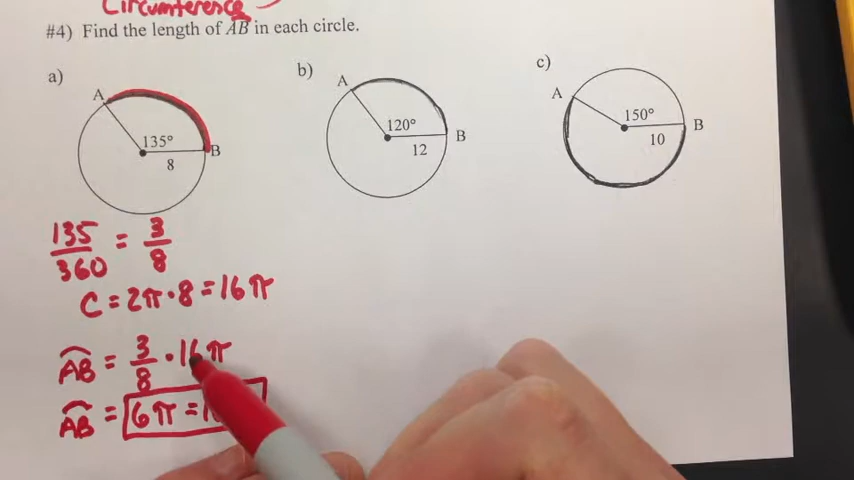 Circumference
#4) Find the length of AB in each circle.
a)
A
135°
B
8
b)
A
120°
B
12
c)
A
150°
B
10
135/360 = 3/8
C = 2π·8 = 16π
AB = 3/8 · 16π
AB = 6π =